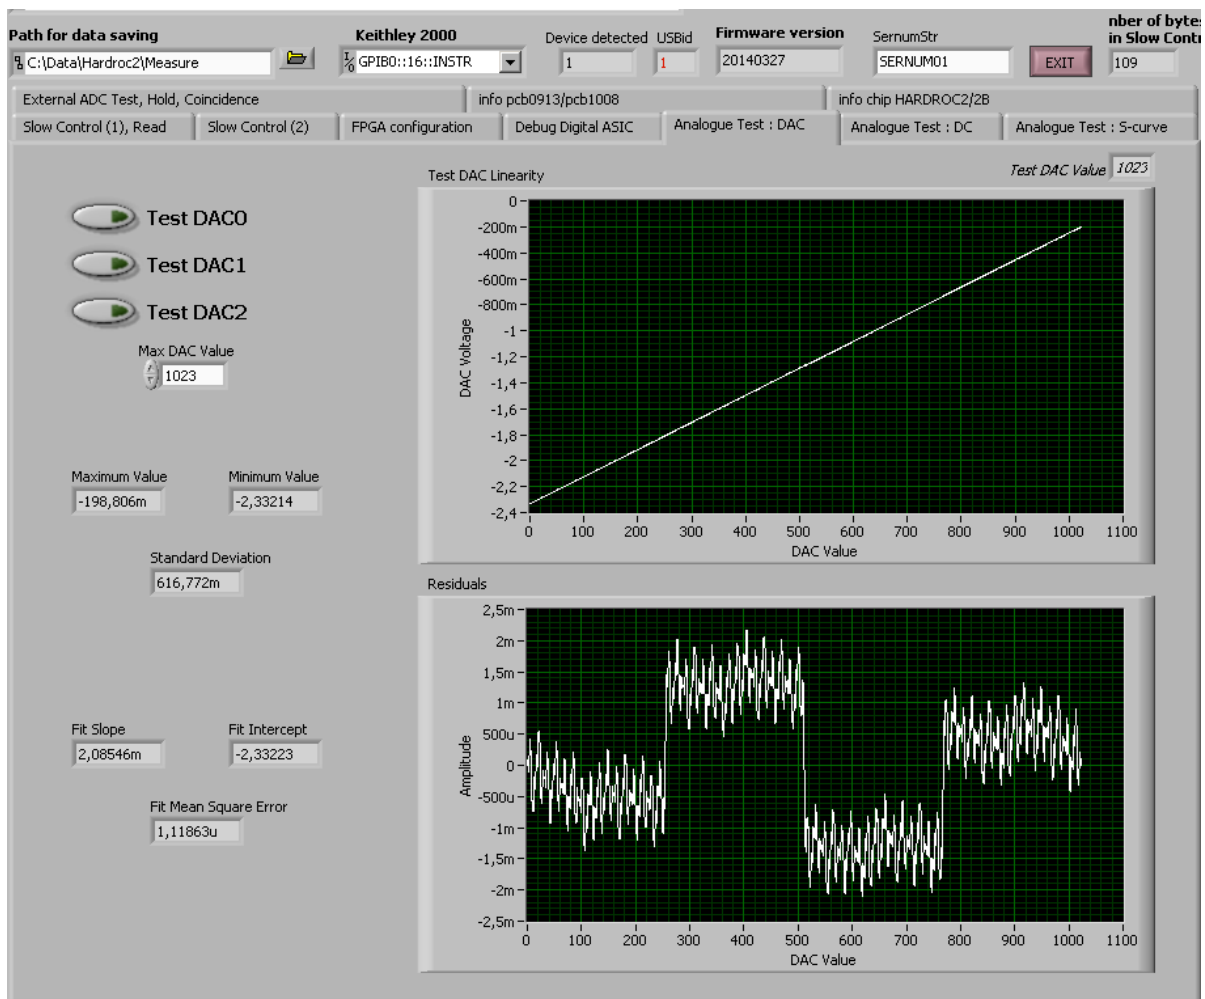 Path for data saving
C:\Data\Hardroc2\Measure
Keithley 2000
GPIB0::16::INSTR
Device detected
1
USBid
1
Firmware version
20140327
SernumStr
SERNUM01
EXIT
nber of bytes
in Slow Contr
109
External ADC Test, Hold, Coincidence
info pcb0913/pcb1008
info chip HARDROC2/2B
Slow Control (1), Read
Slow Control (2)
FPGA configuration
Debug Digital ASIC
Analogue Test : DAC
Analogue Test : DC
Analogue Test : S-curve
Test DAC0
Test DAC1
Test DAC2
Max DAC Value
1023
Maximum Value
-198,806m
Minimum Value
-2,33214
Standard Deviation
616,772m
Fit Slope
2,08546m
Fit Intercept
-2,33223
Fit Mean Square Error
1,11863u
Test DAC Linearity
Test DAC Value 1023
DAC Voltage
0
-200m
-400m
-600m
-800m
-1
-1,2
-1,4
-1,6
-1,8
-2
-2,2
-2,4
0 100 200 300 400 500 600 700 800 900 1000 1100
DAC Value
Residuals
Amplitude
2,5m
2m
1,5m
1m
500u
0
-500u
-1m
-1,5m
-2m
-2,5m
0 100 200 300 400 500 600 700 800 900 1000 1100
DAC Value